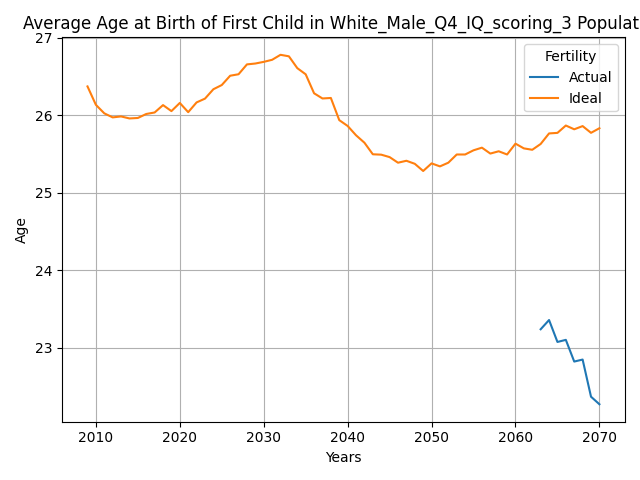 Average Age at Birth of First Child in White_Male_Q4_IQ_scoring_3 Populat
27
26
25
24
23
Age
Fertility
Actual
Ideal
2010 2020 2030 2040 2050 2060 2070
Years